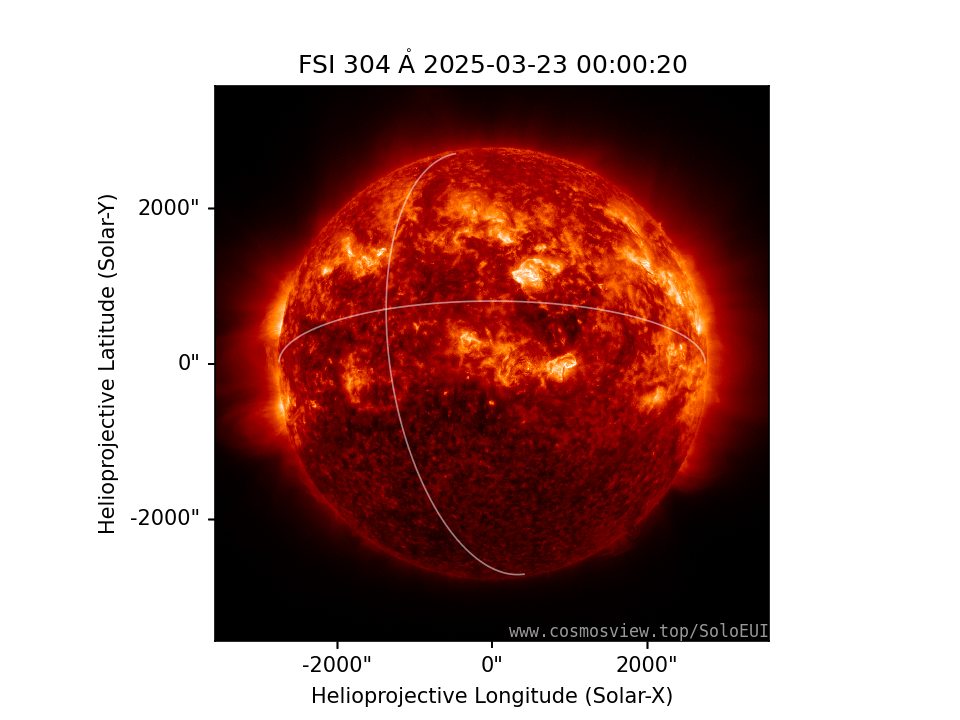 FSI 304 Å 2025-03-23 00:00:20
Helioprojective Latitude (Solar-Y)
2000"
0"
-2000"
www.cosmosview.top/SoloEUI
-2000" 0" 2000"
Helioprojective Longitude (Solar-X)